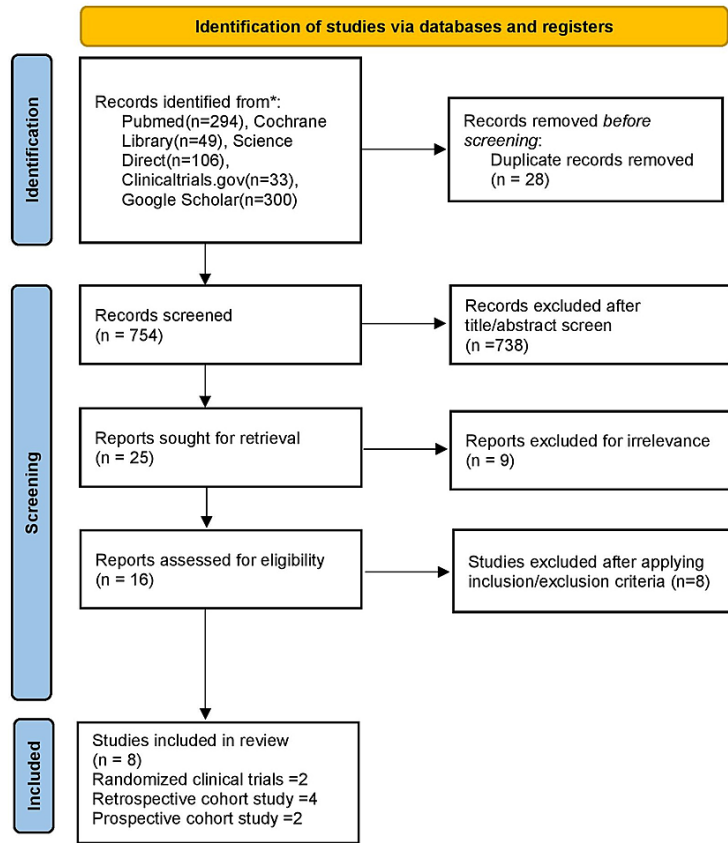 Identification of studies via databases and registers
Identification
Records identified from*:
Pubmed(n=294), Cochrane
Library(n=49), Science
Direct(n=106),
Clinicaltrials.gov(n=33),
Google Scholar(n=300)
Records removed before
screening:
Duplicate records removed
(n = 28)
Screening
Records screened
(n = 754)
Records excluded after
title/abstract screen
(n =738)
Reports sought for retrieval
(n = 25)
Reports excluded for irrelevance
(n = 9)
Reports assessed for eligibility
(n = 16)
Studies excluded after applying
inclusion/exclusion criteria (n=8)
Included
Studies included in review
(n = 8)
Randomized clinical trials =2
Retrospective cohort study =4
Prospective cohort study =2